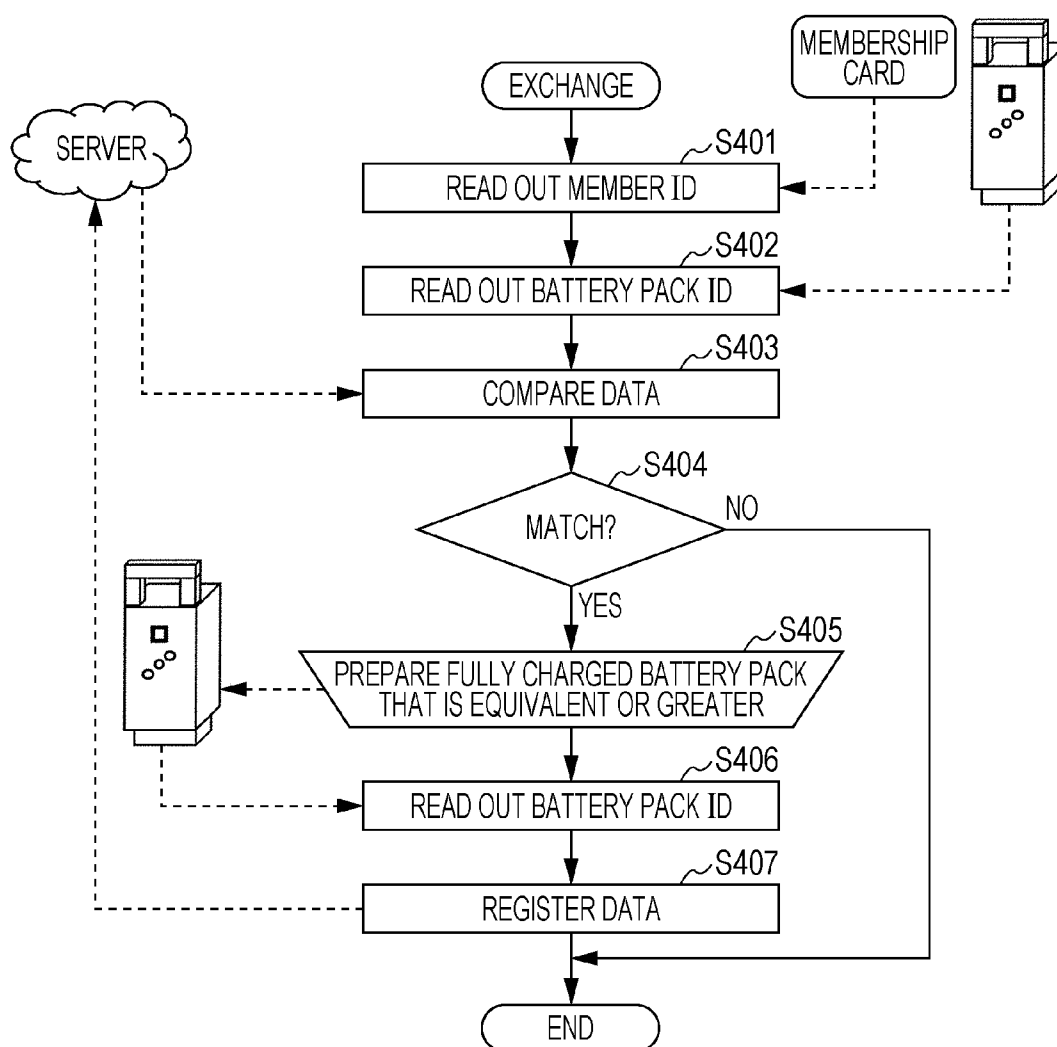 MEMBERSHIP
CARD
EXCHANGE
SERVER
S401
READ OUT MEMBER ID
S402
READ OUT BATTERY PACK ID
S403
COMPARE DATA
S404
MATCH?
NO
YES
S405
PREPARE FULLY CHARGED BATTERY PACK
THAT IS EQUIVALENT OR GREATER
S406
READ OUT BATTERY PACK ID
S407
REGISTER DATA
END